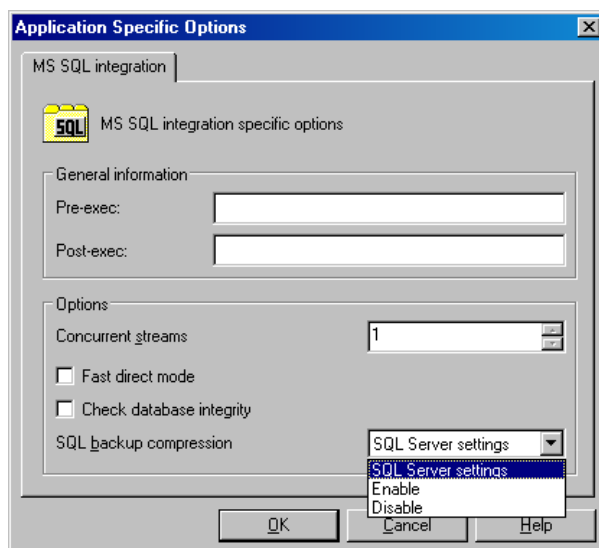 Application Specific Options
MS SQL integration
SQL MS SQL integration specific options
General information
Pre-exec:
Post-exec:
Options
Concurrent streams 1
Fast direct mode
Check database integrity
SQL backup compression SQL Server settings
SQL Server settings
Enable
Disable
OK Cancel Help